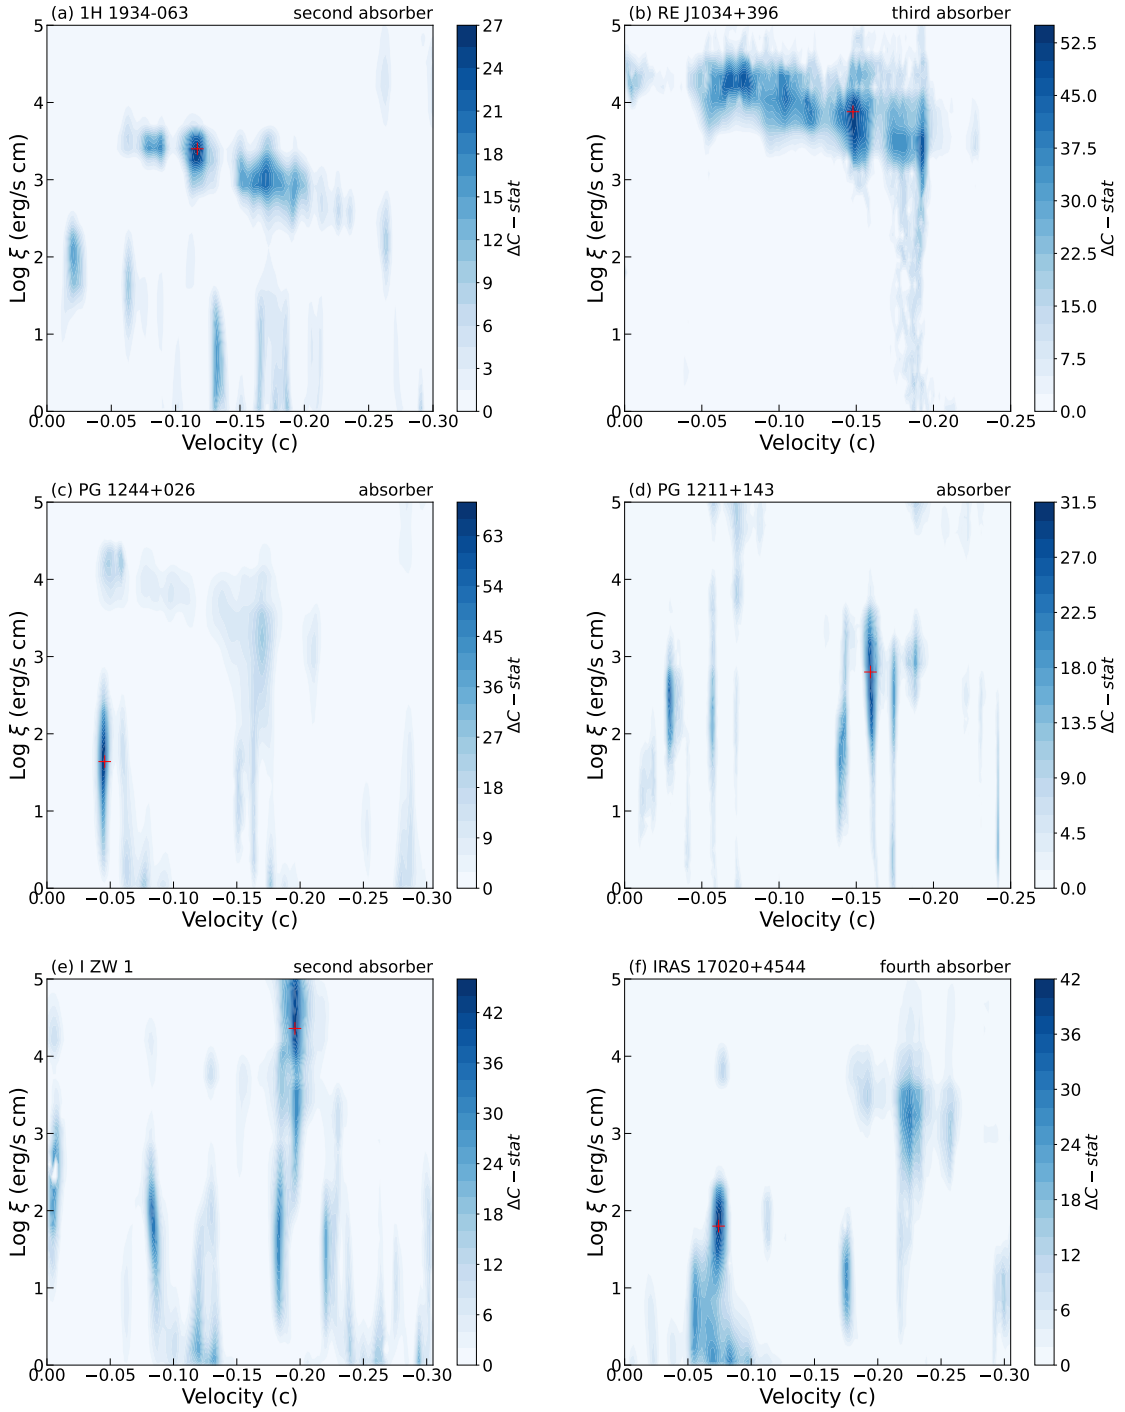 (a) 1H 1934-063 second absorber
5
4
3
2
1
0
Log ξ (erg/s cm)
0.00 −0.05 −0.10 −0.15 −0.20 −0.25 −0.30
Velocity (c)
27
24
21
18
15
12
9
6
3
0
ΔC − stat
(b) RE J1034+396 third absorber
5
4
3
2
1
0
Log ξ (erg/s cm)
0.00 −0.05 −0.10 −0.15 −0.20 −0.25
Velocity (c)
52.5
45.0
37.5
30.0
22.5
15.0
7.5
0.0
ΔC − stat
(c) PG 1244+026 absorber
5
4
3
2
1
0
Log ξ (erg/s cm)
0.00 −0.05 −0.10 −0.15 −0.20 −0.25 −0.30
Velocity (c)
63
54
45
36
27
18
9
0
ΔC − stat
(d) PG 1211+143 absorber
5
4
3
2
1
0
Log ξ (erg/s cm)
0.00 −0.05 −0.10 −0.15 −0.20 −0.25
Velocity (c)
31.5
27.0
22.5
18.0
13.5
9.0
4.5
0.0
ΔC − stat
(e) I ZW 1 second absorber
5
4
3
2
1
0
Log ξ (erg/s cm)
0.00 −0.05 −0.10 −0.15 −0.20 −0.25 −0.30
Velocity (c)
42
36
30
24
18
12
6
0
ΔC − stat
(f) IRAS 17020+4544 fourth absorber
5
4
3
2
1
0
Log ξ (erg/s cm)
0.00 −0.05 −0.10 −0.15 −0.20 −0.25 −0.30
Velocity (c)
42
36
30
24
18
12
6
0
ΔC − stat